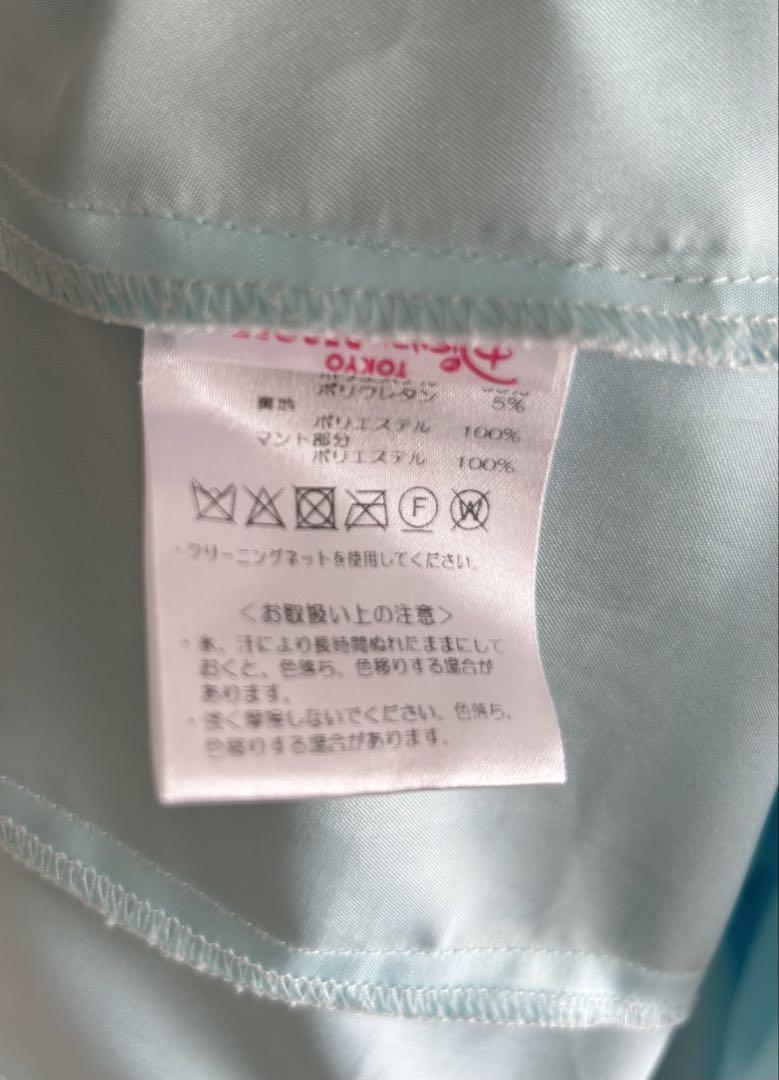 TOKYO
ポリウレタン 5%
裏地
ポリエステル 100%
マント部分
ポリエステル 100%
F W
・クリーニングネットを使用してください。
＜お取扱い上の注意＞
・水、汗により長時間ぬれたままにして
おくと、色落ち、色移りする場合が
あります。
・強く摩擦しないでください。色落ち、
色移りする場合があります。